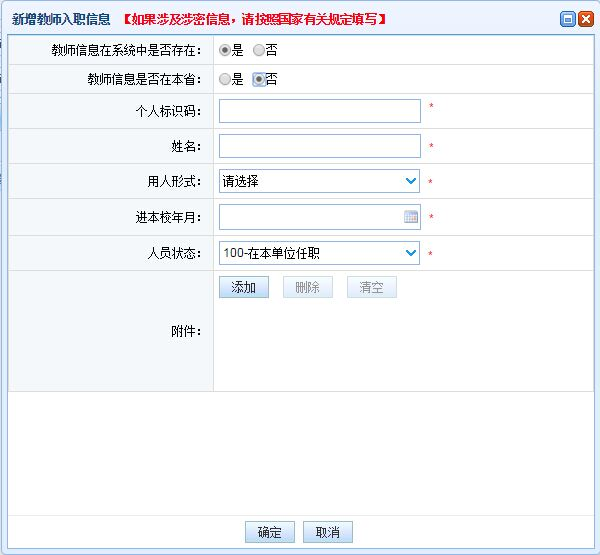 新增教师入职信息 【如果涉及涉密信息，请按照国家有关规定填写】
教师信息在系统中是否存在： 是 否
教师信息是否在本省： 是 否
个人标识码： *
姓名： *
用人形式： 请选择 *
进本校年月： *
人员状态： 100-在本单位任职 *
添加 删除 清空
附件：
确定 取消